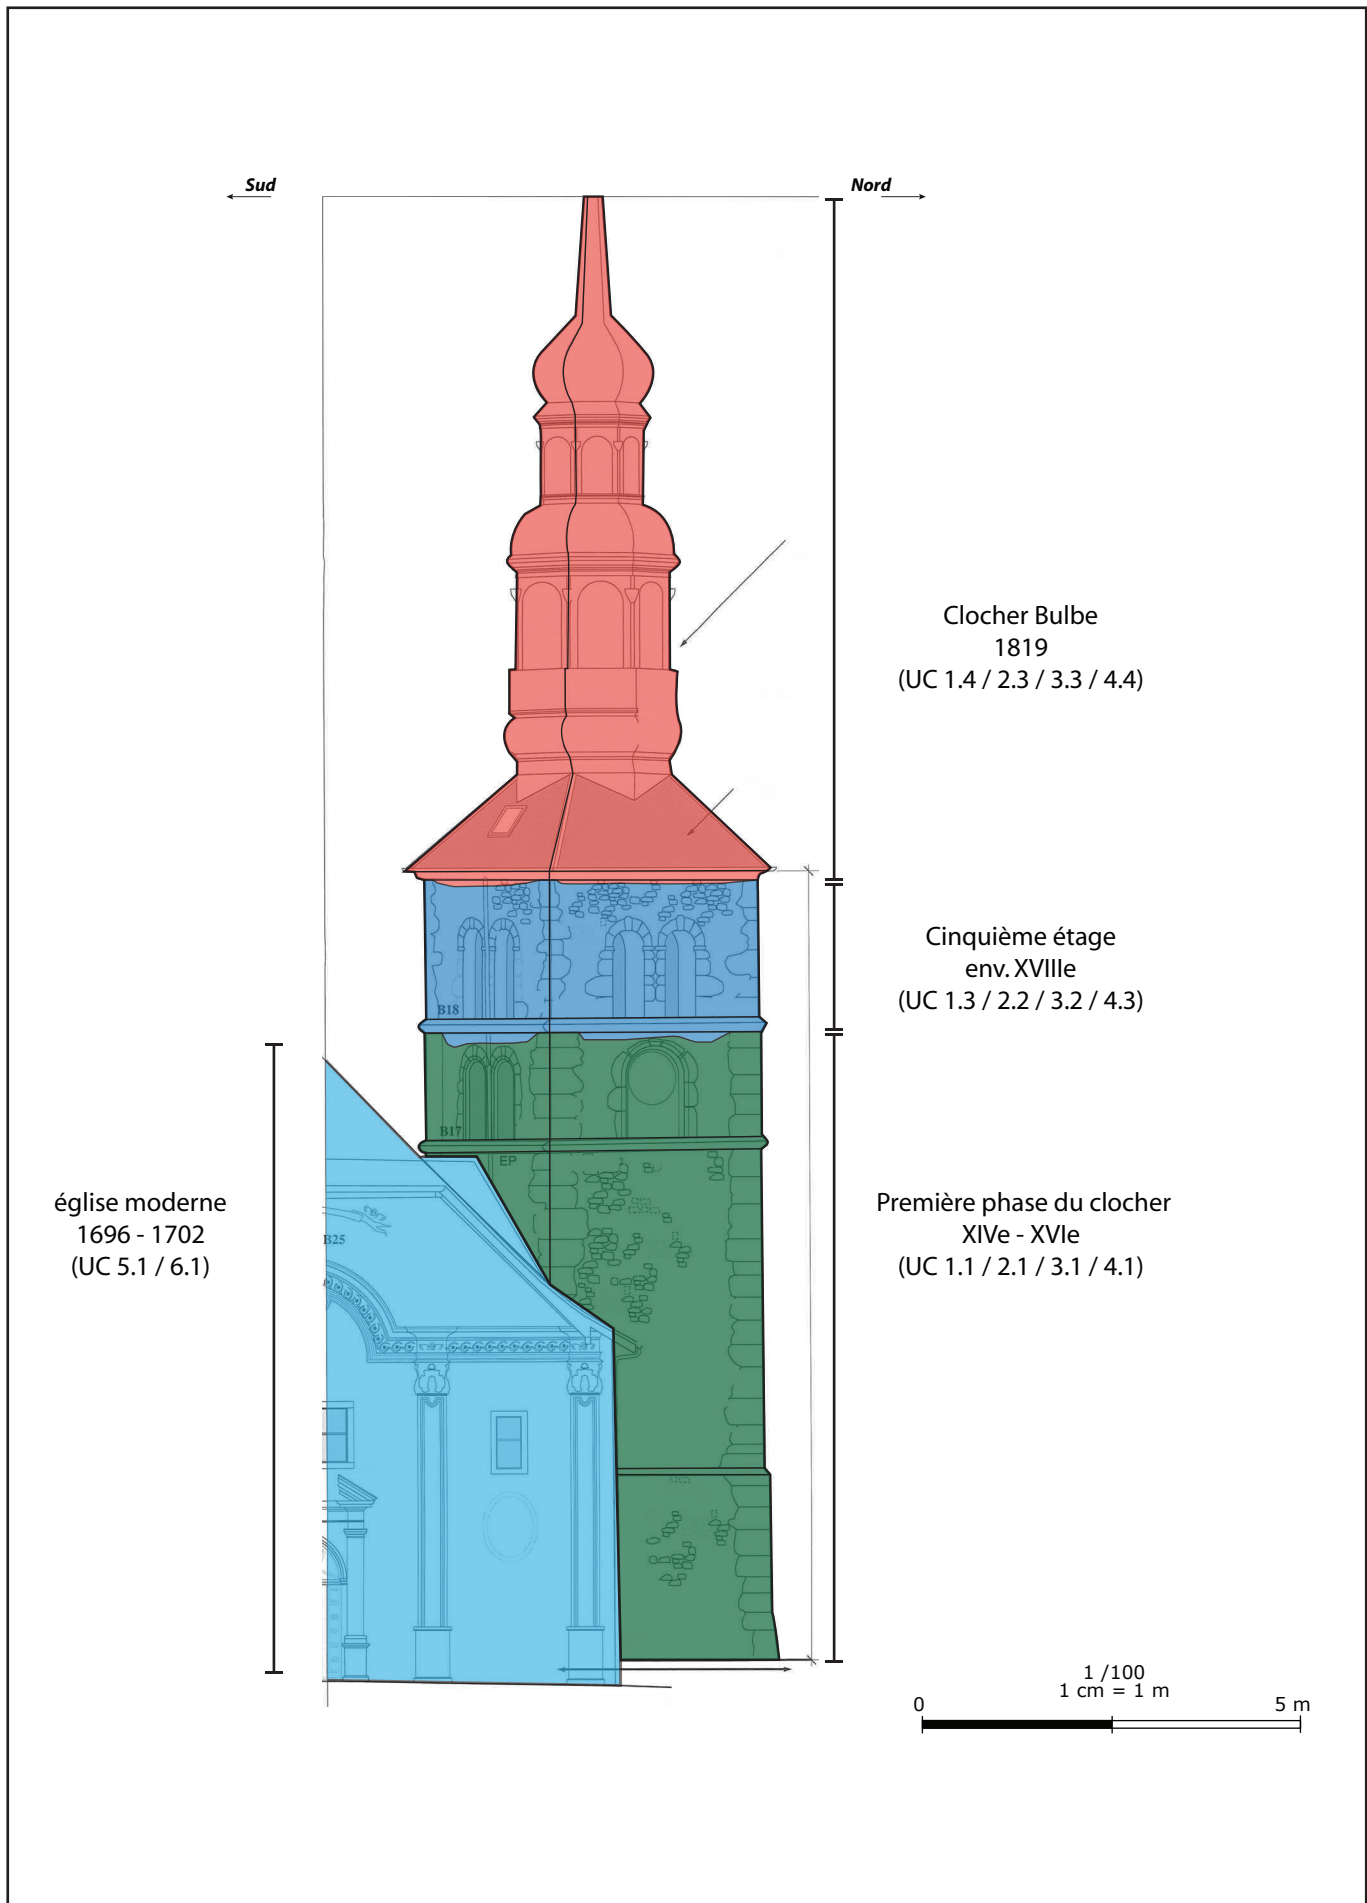 Sud
Nord
Clocher Bulbe
1819
(UC 1.4 / 2.3 / 3.3 / 4.4)
Cinquième étage
env. XVIIIe
(UC 1.3 / 2.2 / 3.2 / 4.3)
B18
B17
EP
église moderne
1696 - 1702
(UC 5.1 / 6.1)
Première phase du clocher
XIVe - XVIe
(UC 1.1 / 2.1 / 3.1 / 4.1)
B25
1 /100
1 cm = 1 m
0
5 m